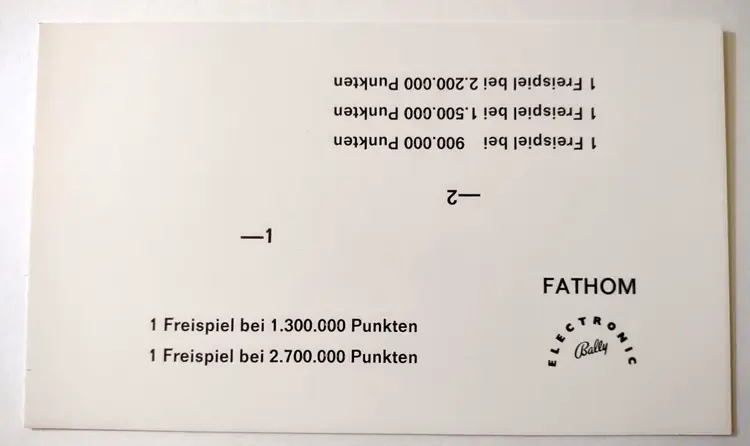 1 Freispiel bei 900.000 Punkten
1 Freispiel bei 1.500.000 Punkten
1 Freispiel bei 2.200.000 Punkten
—2
—1
FATHOM
1 Freispiel bei 1.300.000 Punkten
1 Freispiel bei 2.700.000 Punkten
ELECTRONIC
Bally